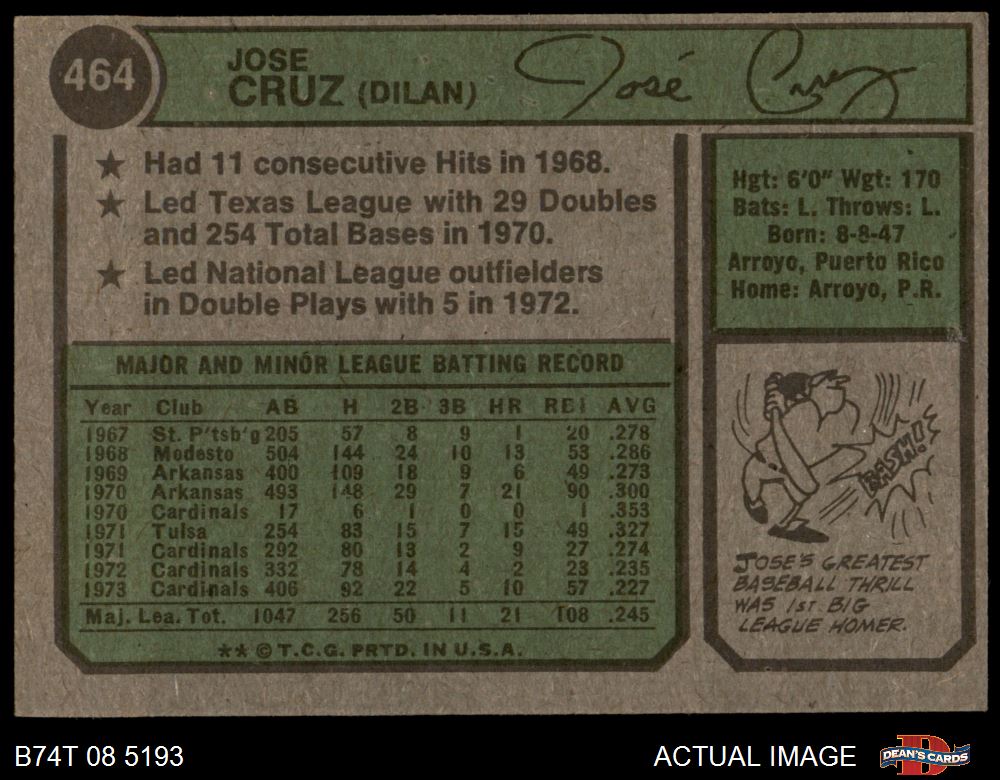 464
JOSE
CRUZ (DILAN)
José Cruz
★ Had 11 consecutive Hits in 1968.
★ Led Texas League with 29 Doubles
and 254 Total Bases in 1970.
★ Led National League outfielders
in Double Plays with 5 in 1972.
Hgt: 6'0" Wgt: 170
Bats: L. Throws: L.
Born: 8-8-47
Arroyo, Puerto Rico
Home: Arroyo, P.R.
MAJOR AND MINOR LEAGUE BATTING RECORD
Year Club AB H 2B 3B HR RBI AVG
1967 St. P'tsb'g 205 57 8 9 1 20 .278
1968 Modesto 504 144 24 10 13 53 .286
1969 Arkansas 400 109 18 9 6 49 .273
1970 Arkansas 493 148 29 7 21 90 .300
1970 Cardinals 17 6 1 0 0 1 .353
1971 Tulsa 254 83 15 7 15 49 .327
1971 Cardinals 292 80 13 2 9 27 .274
1972 Cardinals 332 78 14 4 2 23 .235
1973 Cardinals 406 92 22 5 10 57 .227
Maj. Lea. Tot. 1047 256 50 11 21 108 .245
★★ © T.C.G. PRTD. IN U.S.A.
BASH!!
JOSE'S GREATEST
BASEBALL THRILL
WAS 1ST BIG
LEAGUE HOMER.
B74T 08 5193
ACTUAL IMAGE
D
DEAN'S CARDS